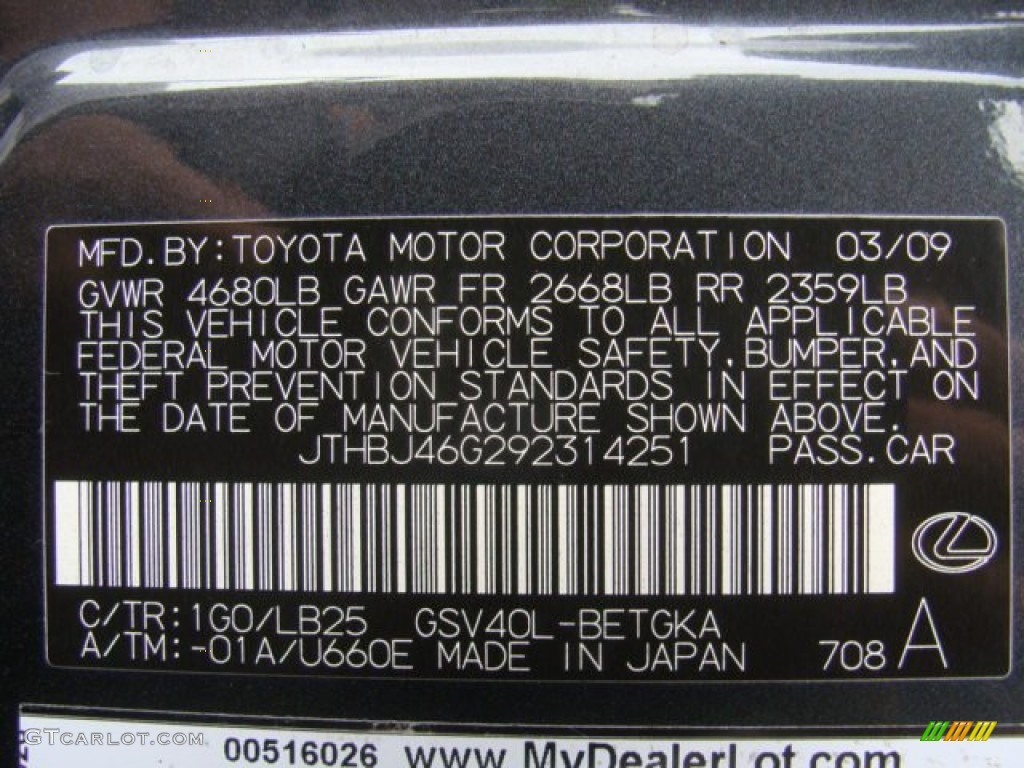 MFD.BY:TOYOTA MOTOR CORPORATION 03/09
GVWR 4680LB GAWR FR 2668LB RR 2359LB
THIS VEHICLE CONFORMS TO ALL APPLICABLE
FEDERAL MOTOR VEHICLE SAFETY,BUMPER,AND
THEFT PREVENTION STANDARDS IN EFFECT ON
THE DATE OF MANUFACTURE SHOWN ABOVE.
JTHBJ46G292314251 PASS.CAR
C/TR:1G0/LB25 GSV40L-BETGKA
A/TM:-01A/U660E MADE IN JAPAN 708 A
GTcarlot.com 00516026 www.MyDealerLot.com